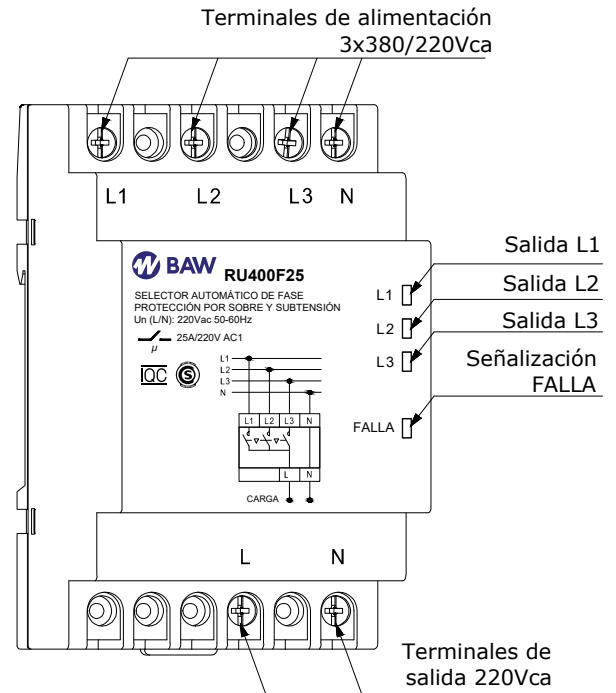 Terminales de alimentación
3x380/220Vca
L1 L2 L3 N
BAW RU400F25
SELECTOR AUTOMÁTICO DE FASE
PROTECCIÓN POR SOBRE Y SUBTENSIÓN
Un (L/N): 220Vac 50-60Hz
μ 25A/220V AC1
IQC S
L1
L2
L3
N
L1 L2 L3 N
L N
CARGA
L1
L2
L3
FALLA
Salida L1
Salida L2
Salida L3
Señalización
FALLA
L N
Terminales de
salida 220Vca